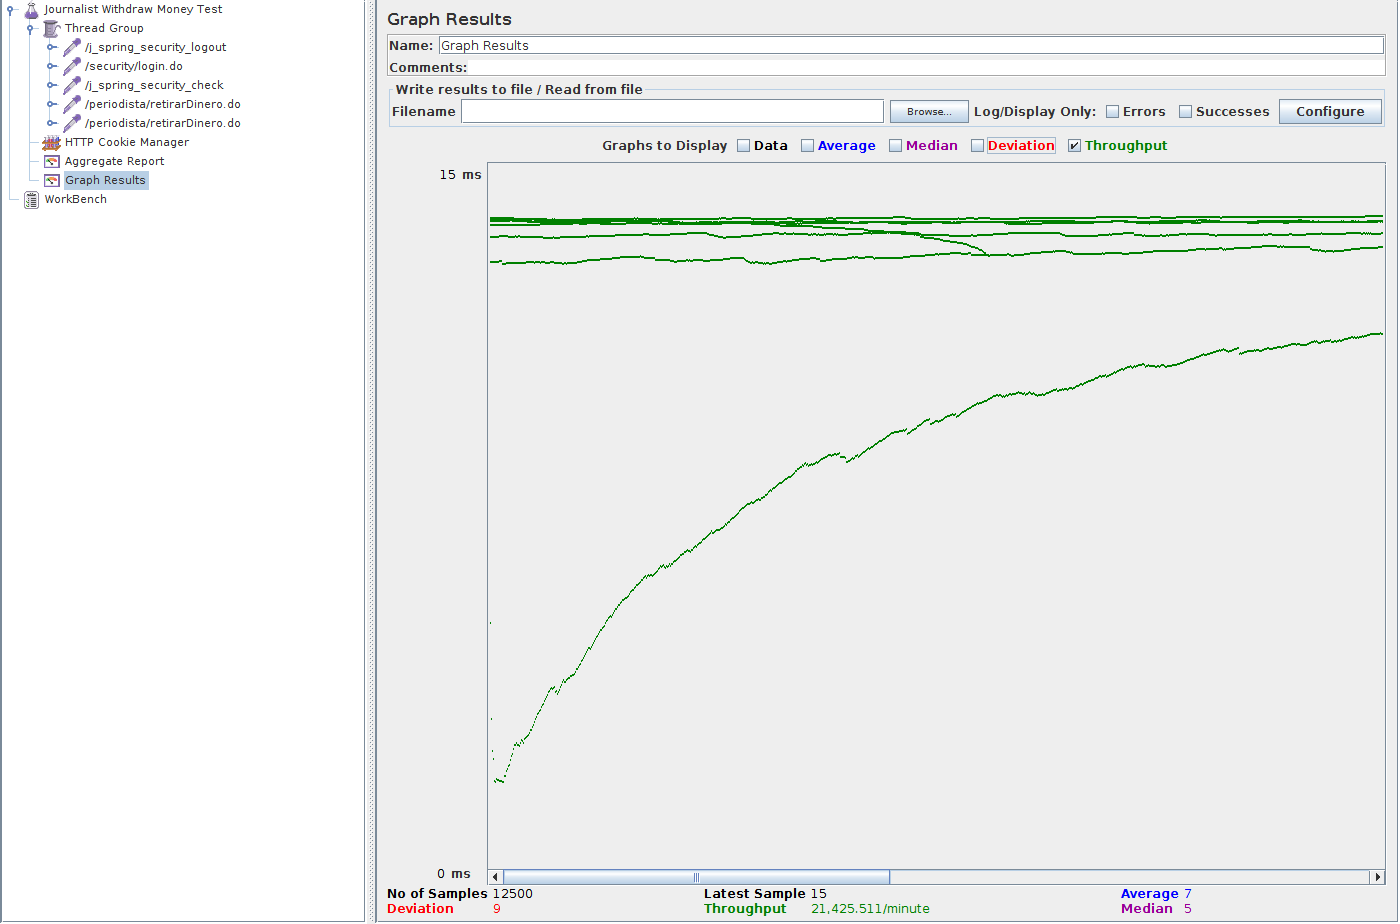 Journalist Withdraw Money Test
Thread Group
/j_spring_security_logout
/security/login.do
/j_spring_security_check
/periodista/retirarDinero.do
/periodista/retirarDinero.do
HTTP Cookie Manager
Aggregate Report
Graph Results
WorkBench
Graph Results
Name: Graph Results
Comments:
Write results to file / Read from file
Filename Browse... Log/Display Only: Errors Successes Configure
Graphs to Display Data Average Median Deviation Throughput
15 ms
0 ms
No of Samples 12500 Latest Sample 15 Average 7
Deviation 9 Throughput 21,425.511/minute Median 5